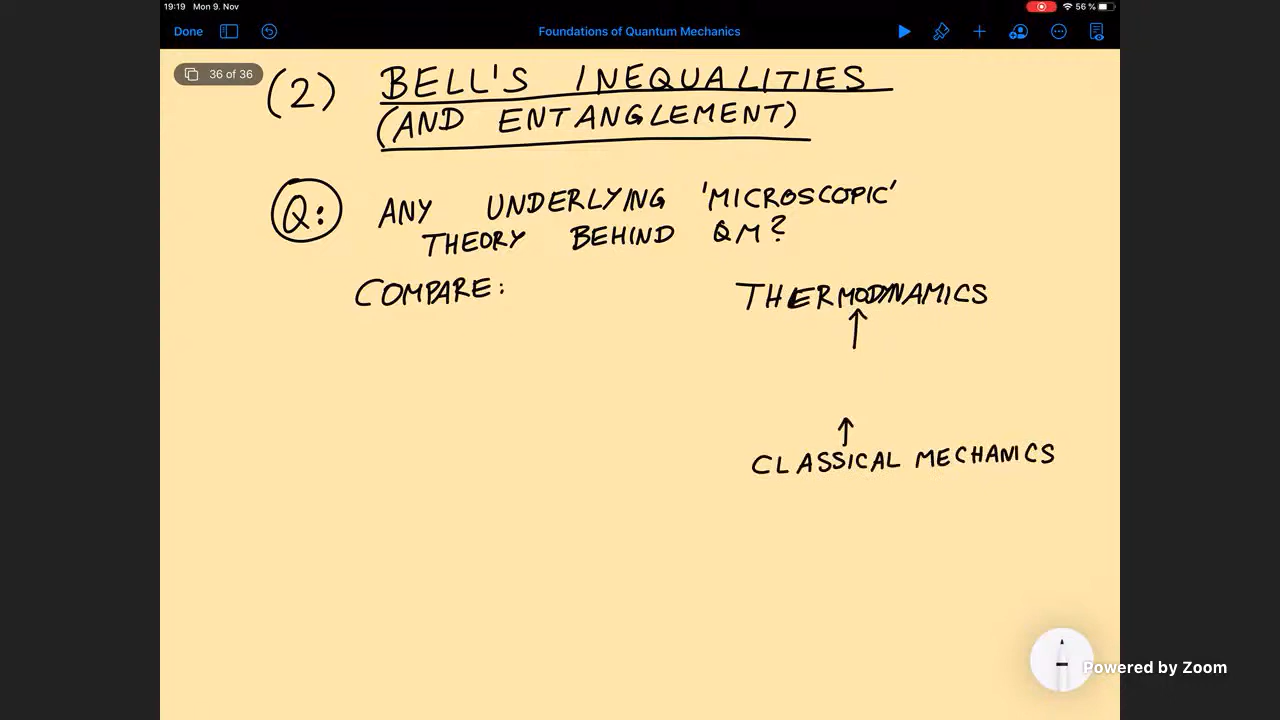 19:19 Mon 9. Nov
56 %
Done
Foundations of Quantum Mechanics
36 of 36
(2) BELL'S INEQUALITIES
(AND ENTANGLEMENT)
Q: ANY UNDERLYING 'MICROSCOPIC'
THEORY BEHIND QM?
COMPARE: THERMODYNAMICS
CLASSICAL MECHANICS
Powered by Zoom